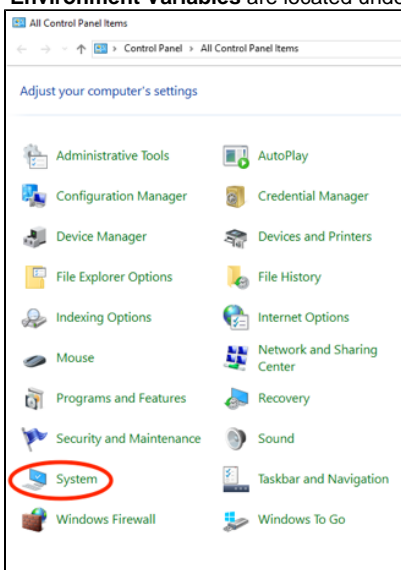 Environment Variables are located unde
All Control Panel Items
Control Panel > All Control Panel Items
Adjust your computer's settings
Administrative Tools
AutoPlay
Configuration Manager
Credential Manager
Device Manager
Devices and Printers
File Explorer Options
File History
Indexing Options
Internet Options
Mouse
Network and Sharing
Center
Programs and Features
Recovery
Security and Maintenance
Sound
System
Taskbar and Navigation
Windows Firewall
Windows To Go